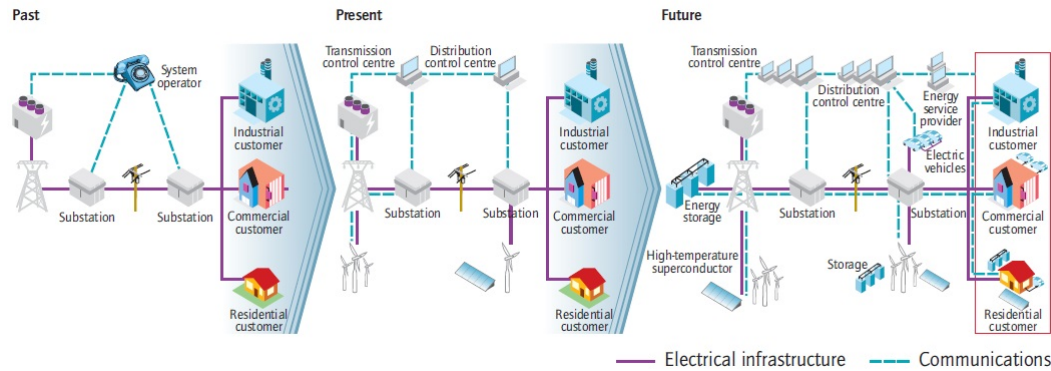 Past
System
operator
Substation
Substation
Industrial
customer
Commercial
customer
Residential
customer
Present
Transmission
control centre
Distribution
control centre
Substation
Substation
Industrial
customer
Commercial
customer
Residential
customer
Future
Transmission
control centre
Distribution
control centre
Energy
service
provider
Electric
vehicles
Energy
storage
Substation
Substation
High-temperature
superconductor
Storage
Industrial
customer
Commercial
customer
Residential
customer
Electrical infrastructure
Communications